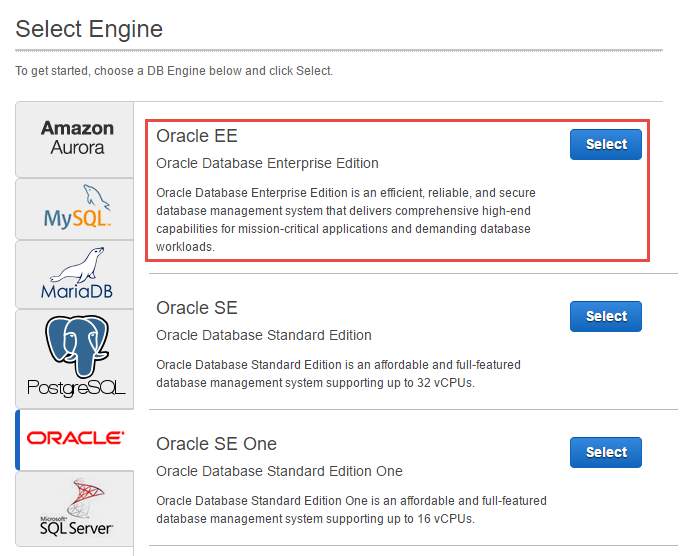 Select Engine
To get started, choose a DB Engine below and click Select.
Amazon
Aurora
MySQL
MariaDB
PostgreSQL
ORACLE
Microsoft
SQL Server
Oracle EE
Select
Oracle Database Enterprise Edition
Oracle Database Enterprise Edition is an efficient, reliable, and secure
database management system that delivers comprehensive high-end
capabilities for mission-critical applications and demanding database
workloads.
Oracle SE
Select
Oracle Database Standard Edition
Oracle Database Standard Edition is an affordable and full-featured
database management system supporting up to 32 vCPUs.
Oracle SE One
Select
Oracle Database Standard Edition One
Oracle Database Standard Edition One is an affordable and full-featured
database management system supporting up to 16 vCPUs.